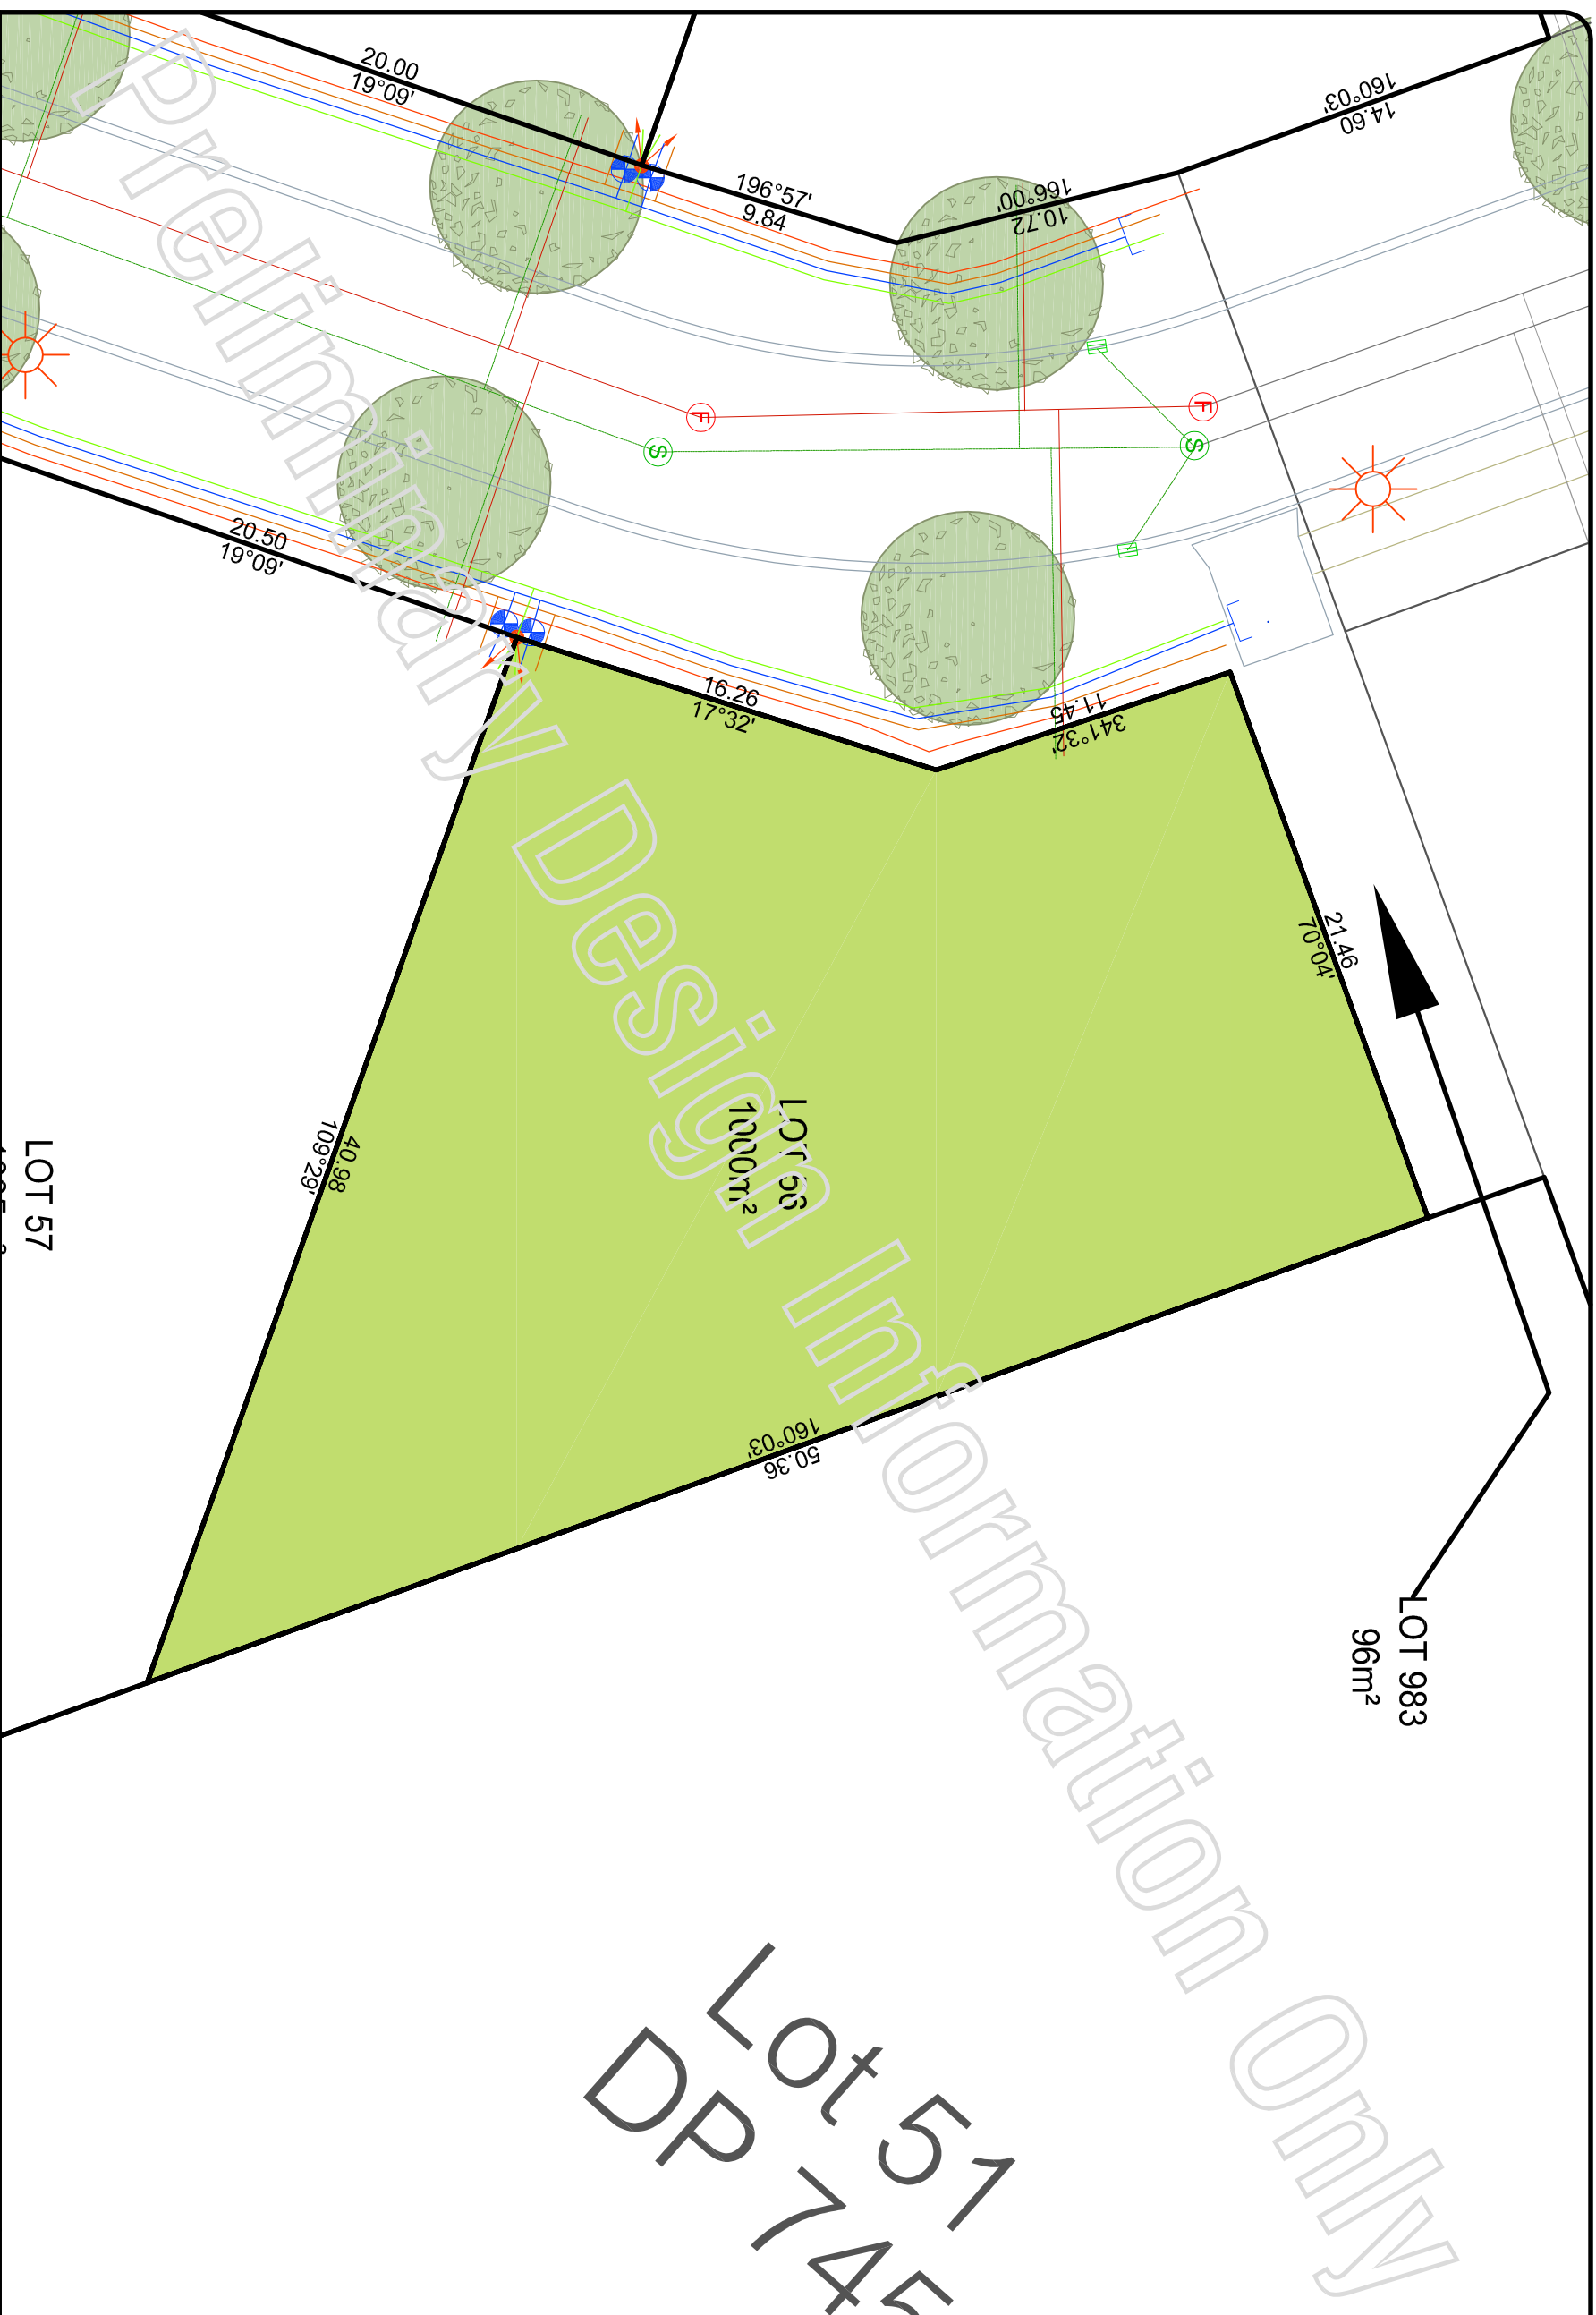 20.00
19°09'
160°03'
14.60
196°57'
9.84
166°00'
10.72
F
F
S
S
20.50
19°09'
16.26
17°32'
11.45
341°32'
21.46
70°04'
40.98
109°29'
LOT 56
1000m²
LOT 57
160°03'
50.36
LOT 983
96m²
Lot 51
DP 745
Preliminary Design Information Only